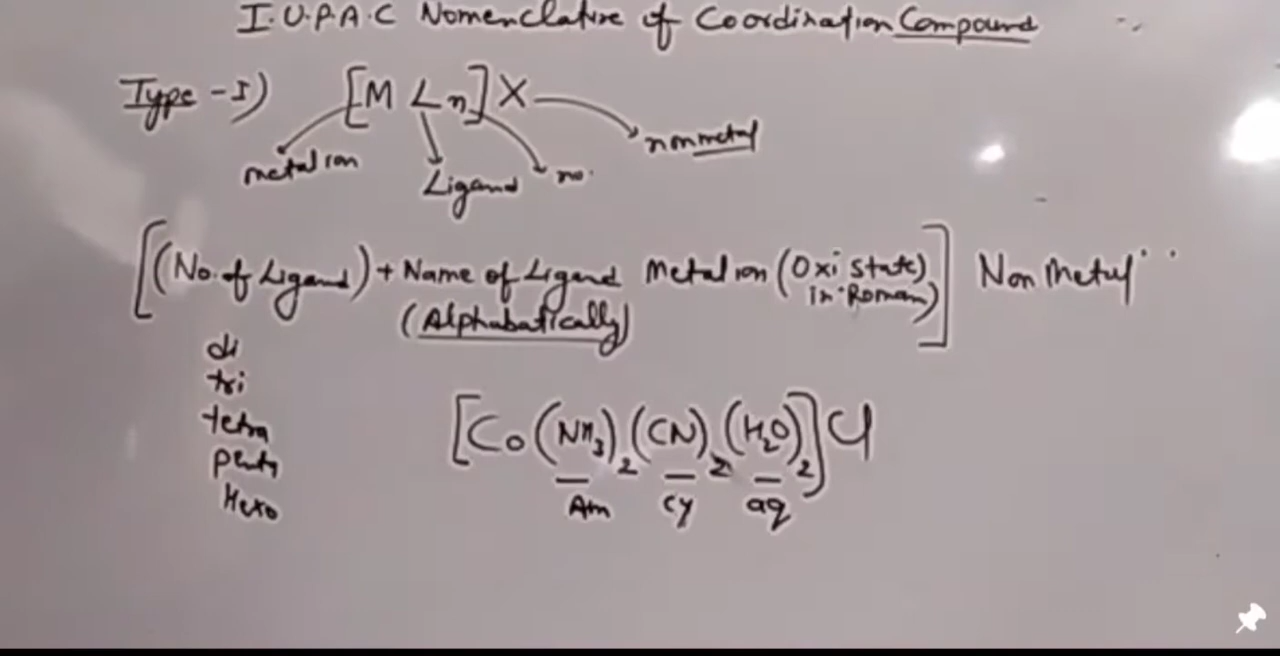 I.U.P.A.C Nomenclature of Coordination Compound
Type-I) [M Ln]X
metal ion Ligand no. nonmetal
[(No. of Ligand) + Name of Ligand Metal ion (Oxi State) Non Metal
(Alphabatically) in Roman)]
di
tri
tetra
penta
Hexa
[Co(NH3)2(CN)2(H2O)2]Cl
Am cy aq